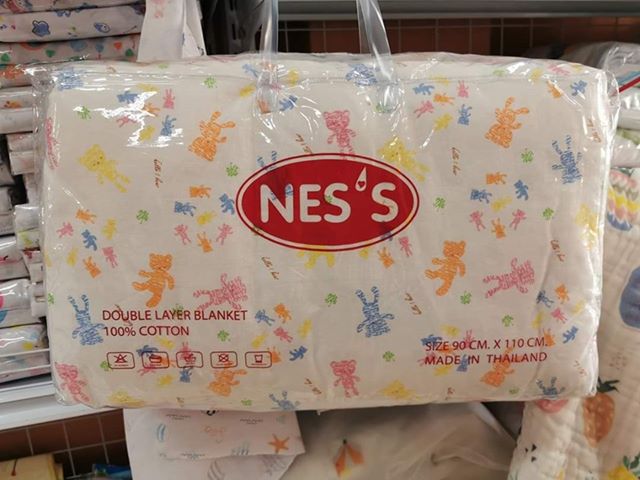 NES'S
DOUBLE LAYER BLANKET
100% COTTON
SIZE 90 CM. X 110 CM.
MADE IN THAILAND